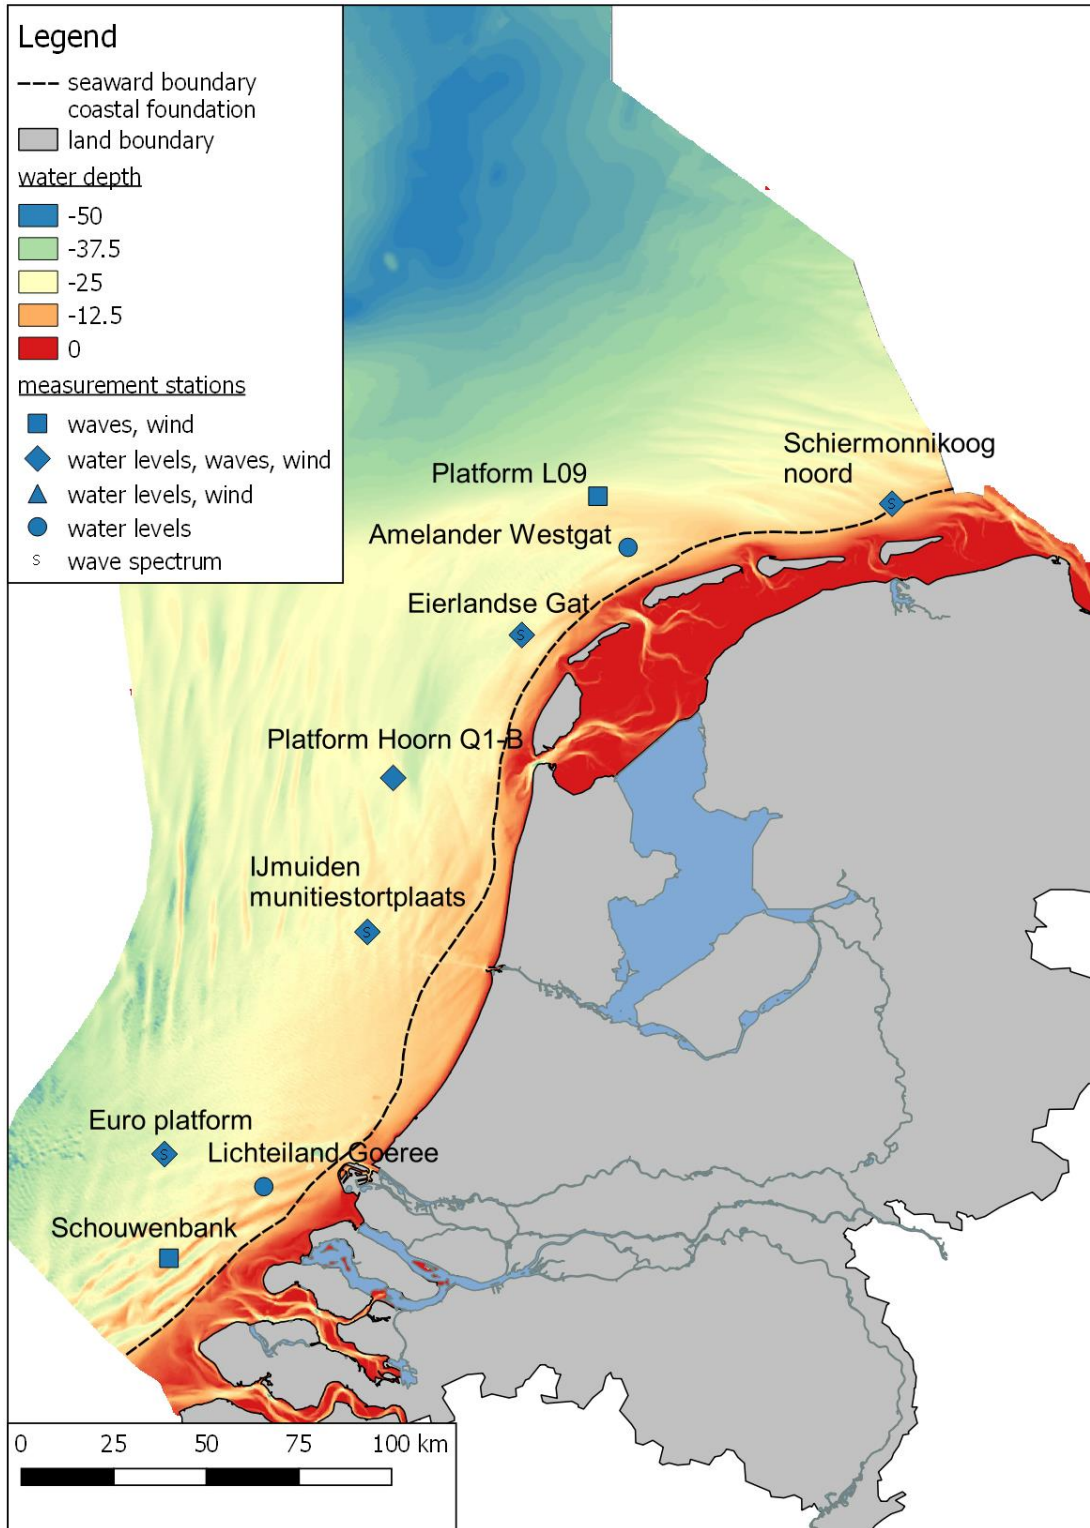 Legend
seaward boundary
coastal foundation
land boundary
water depth
-50
-37.5
-25
-12.5
0
measurement stations
waves, wind
water levels, waves, wind
water levels, wind
water levels
s wave spectrum
Schiermonnikoog
noord
s
Platform L09
Amelander Westgat
Eierlandse Gat
s
Platform Hoorn Q1-B
IJmuiden
munitiestortplaats
s
Euro platform
s
Lichteiland Goeree
Schouwenbank
0 25 50 75 100 km